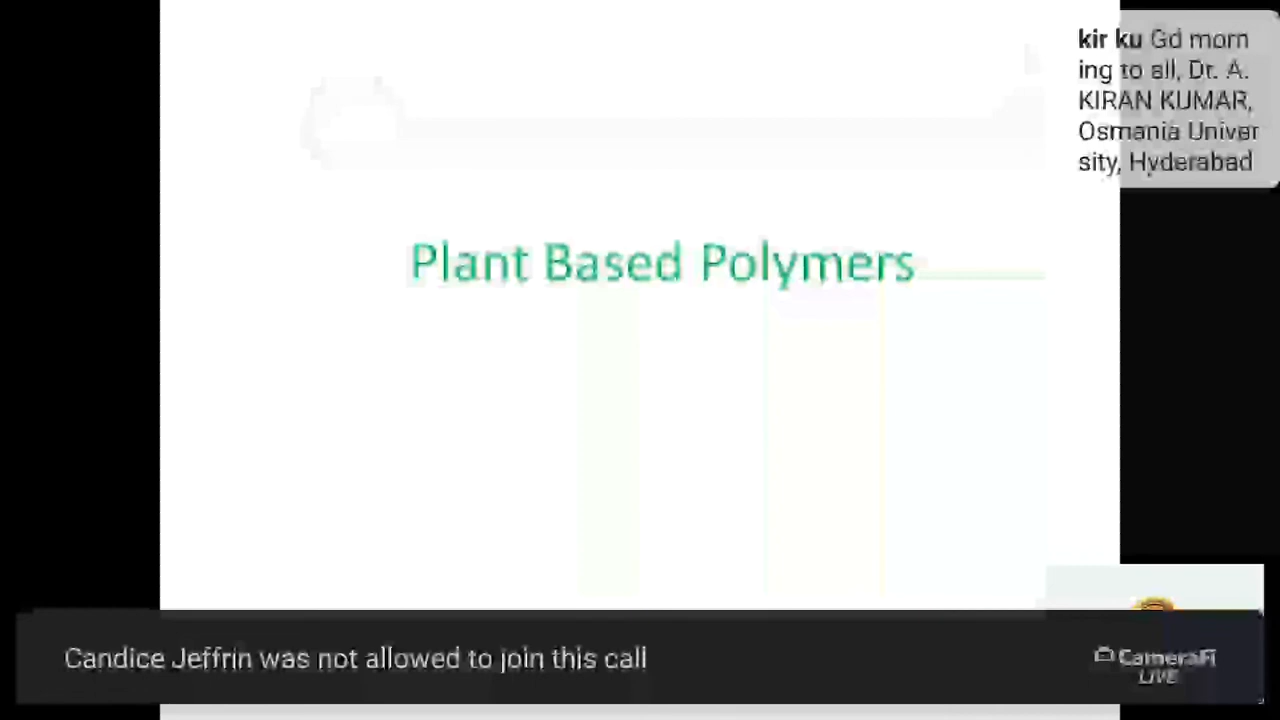 kir ku Gd morn
ing to all, Dr. A.
KIRAN KUMAR,
Osmania Univer
sity, Hyderabad
Plant Based Polymers
Candice Jeffrin was not allowed to join this call
CameraFi
LIVE